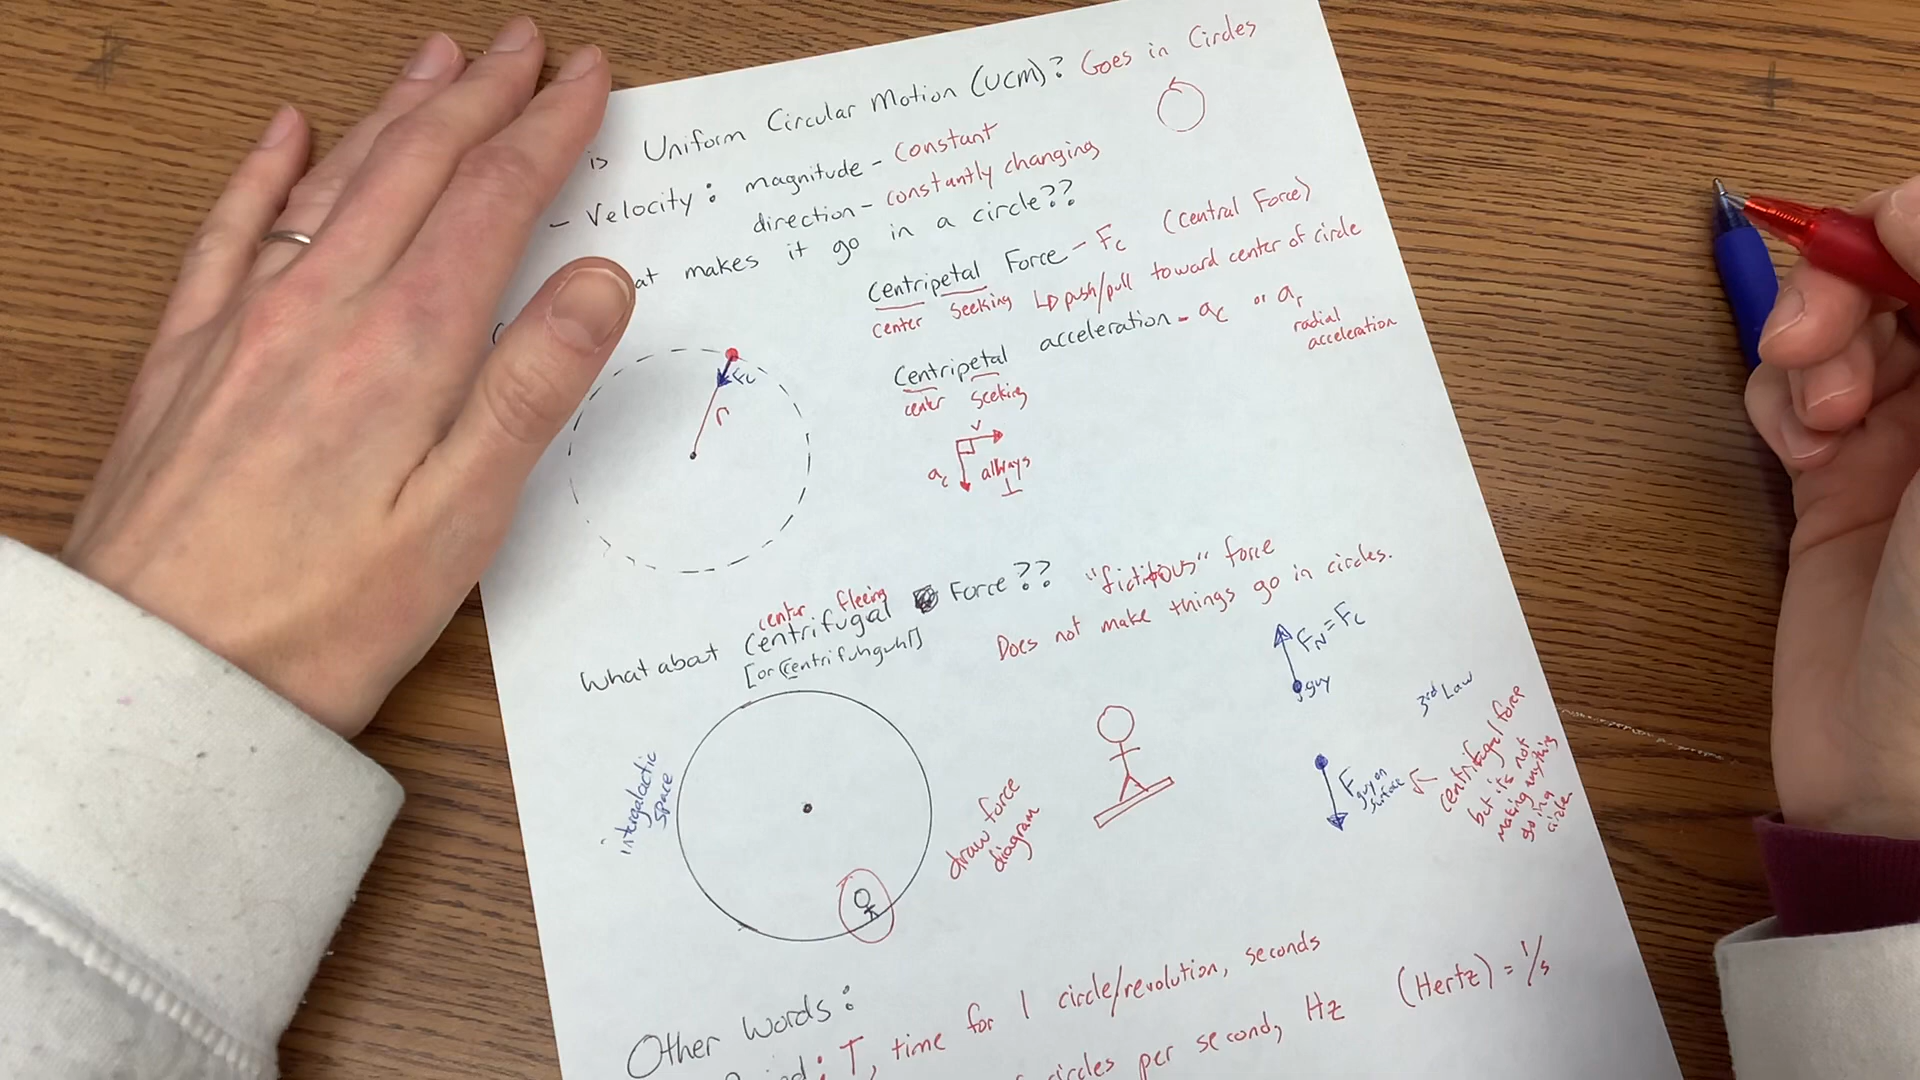 is Uniform Circular Motion (UCM)? Goes in Circles
- Velocity: magnitude - constant
direction - constantly changing
at makes it go in a circle??
Centripetal Force - Fc (Central Force)
center seeking ↳ push/pull toward center of circle
Centripetal acceleration - ac or ar
center seeking
radial
acceleration
Fc
r
v
ac
always
⊥
center fleeing
What about Centrifugal Force?? "fictitious" force
[or (centrifuhguhl)]
Does not make things go in circles.
intergalactic
space
draw force
diagram
FN = Fc
guy
3rd Law
F guy on
surface
centrifugal force
but it's not
making anything
go in a
circle
Other Words:
: T, time for 1 circle/revolution, seconds
circles per second, Hz (Hertz) = 1/s